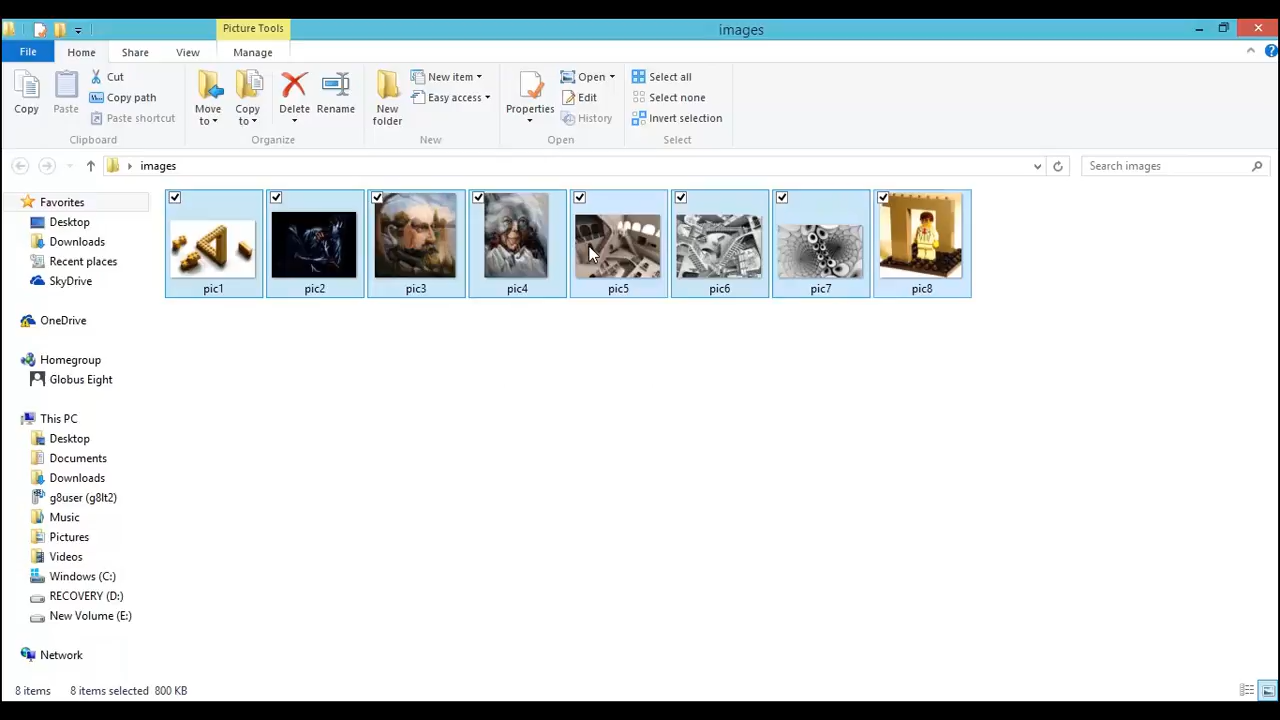 Picture Tools
images
File
Home
Share
View
Manage
Copy
Paste
Cut
Copy path
Paste shortcut
Clipboard
Move to
Copy to
Delete
Rename
Organize
New folder
New item
Easy access
New
Properties
Open
Edit
History
Open
Select all
Select none
Invert selection
Select
images
Search images
Favorites
Desktop
Downloads
Recent places
SkyDrive
OneDrive
Homegroup
Globus Eight
This PC
Desktop
Documents
Downloads
g8user (g8lt2)
Music
Pictures
Videos
Windows (C:)
RECOVERY (D:)
New Volume (E:)
Network
pic1
pic2
pic3
pic4
pic5
pic6
pic7
pic8
8 items
8 items selected 800 KB